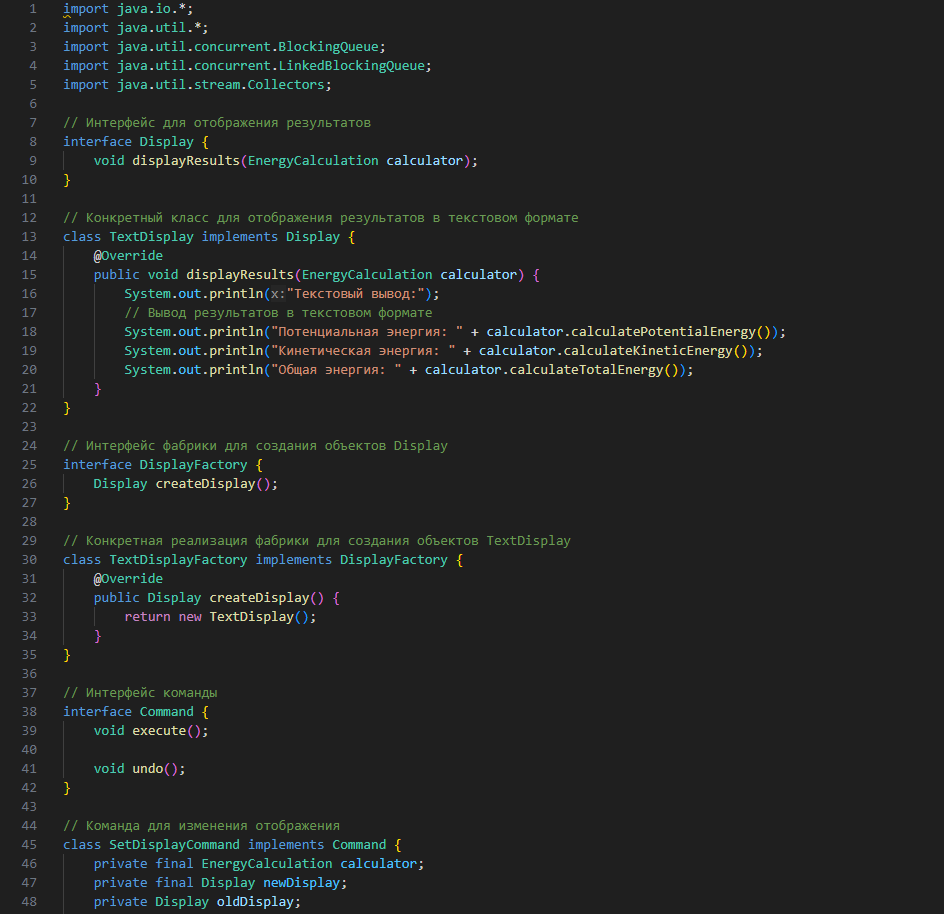 1 import java.io.*;
2 import java.util.*;
3 import java.util.concurrent.BlockingQueue;
4 import java.util.concurrent.LinkedBlockingQueue;
5 import java.util.stream.Collectors;
6
7 // Интерфейс для отображения результатов
8 interface Display {
9     void displayResults(EnergyCalculation calculator);
10 }
11
12 // Конкретный класс для отображения результатов в текстовом формате
13 class TextDisplay implements Display {
14     @Override
15     public void displayResults(EnergyCalculation calculator) {
16         System.out.println(x:"Текстовый вывод:");
17         // Вывод результатов в текстовом формате
18         System.out.println("Потенциальная энергия: " + calculator.calculatePotentialEnergy());
19         System.out.println("Кинетическая энергия: " + calculator.calculateKineticEnergy());
20         System.out.println("Общая энергия: " + calculator.calculateTotalEnergy());
21     }
22 }
23
24 // Интерфейс фабрики для создания объектов Display
25 interface DisplayFactory {
26     Display createDisplay();
27 }
28
29 // Конкретная реализация фабрики для создания объектов TextDisplay
30 class TextDisplayFactory implements DisplayFactory {
31     @Override
32     public Display createDisplay() {
33         return new TextDisplay();
34     }
35 }
36
37 // Интерфейс команды
38 interface Command {
39     void execute();
40
41     void undo();
42 }
43
44 // Команда для изменения отображения
45 class SetDisplayCommand implements Command {
46     private final EnergyCalculation calculator;
47     private final Display newDisplay;
48     private Display oldDisplay;